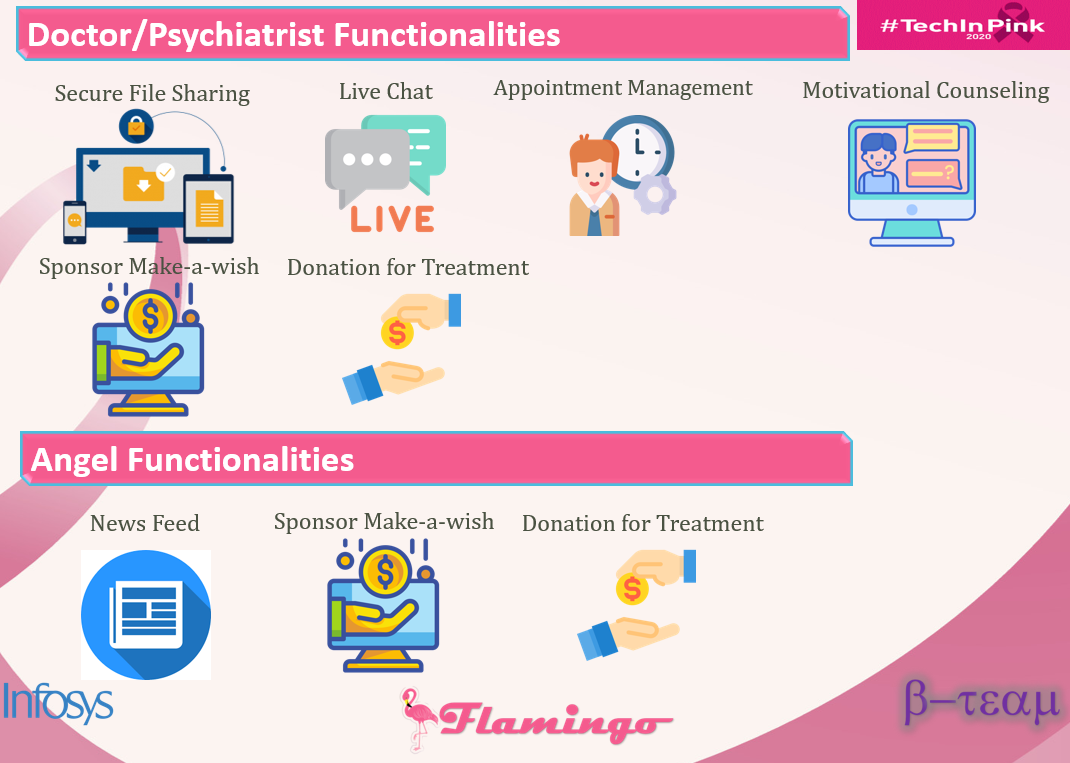 Doctor/Psychiatrist Functionalities
#TechInPink
2020
Secure File Sharing
Live Chat
Appointment Management
Motivational Counseling
LIVE
?
Sponsor Make-a-wish
Donation for Treatment
$
$
Angel Functionalities
News Feed
Sponsor Make-a-wish
Donation for Treatment
$
$
Infosys
Flamingo
β-τεαμ